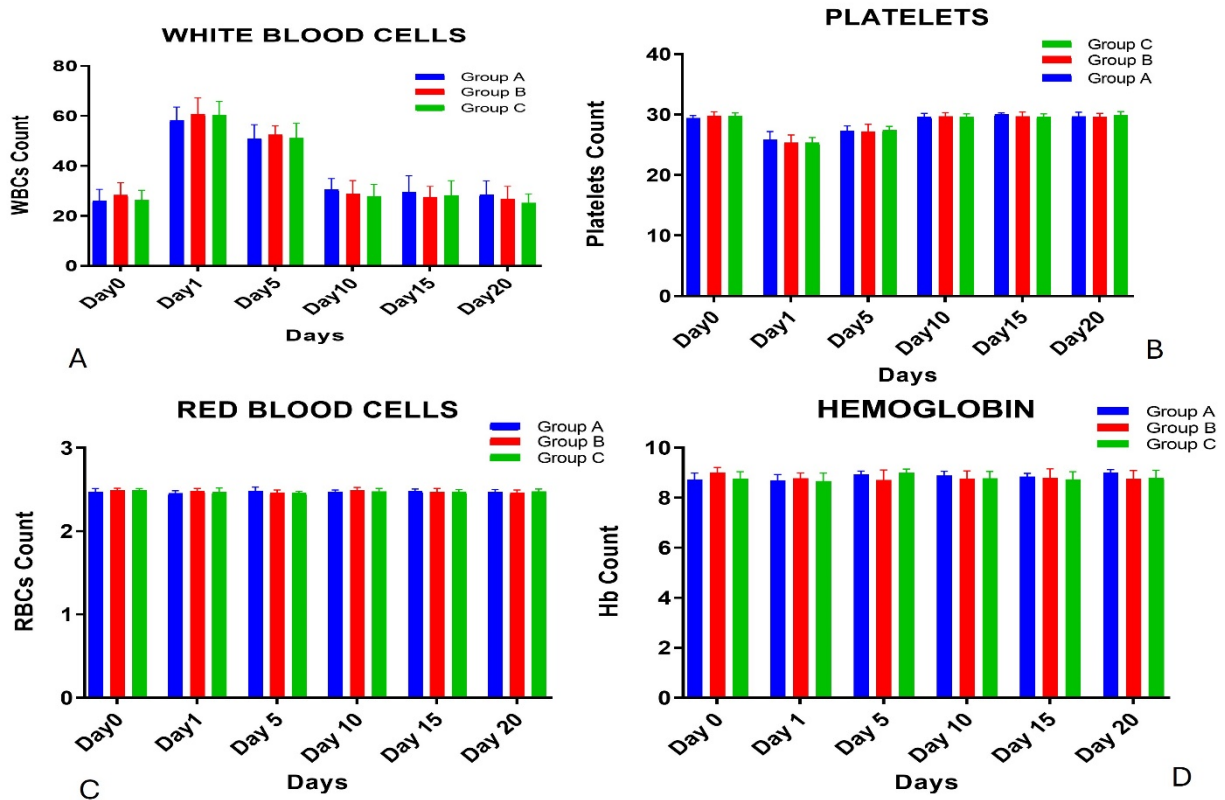 A
WHITE BLOOD CELLS
80
60
40
20
0
WBCs Count
Group A
Group B
Group C
Day0
Day1
Day5
Day10
Day15
Day20
Days
PLATELETS
40
30
20
10
0
Platelets Count
Group C
Group B
Group A
Day0
Day1
Day5
Day10
Day15
Day20
Days
B
RED BLOOD CELLS
3
2
1
0
RBCs Count
Group A
Group B
Group C
Day0
Day1
Day 5
Day 10
Day 15
Day 20
Days
C
HEMOGLOBIN
10
8
6
4
2
0
Hb Count
Group A
Group B
Group C
Day 0
Day 1
Day 5
Day 10
Day 15
Day 20
Days
D